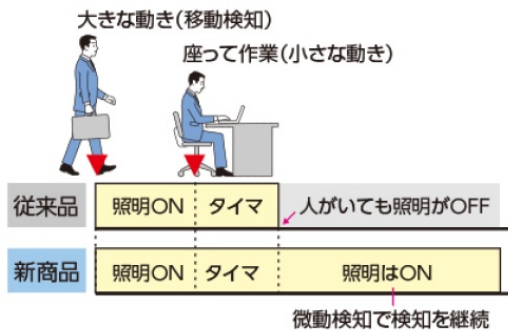 大きな動き(移動検知)
座って作業(小さな動き)
従来品
照明ON
タイマ
人がいても照明がOFF
新商品
照明ON
タイマ
照明はON
微動検知で検知を継続